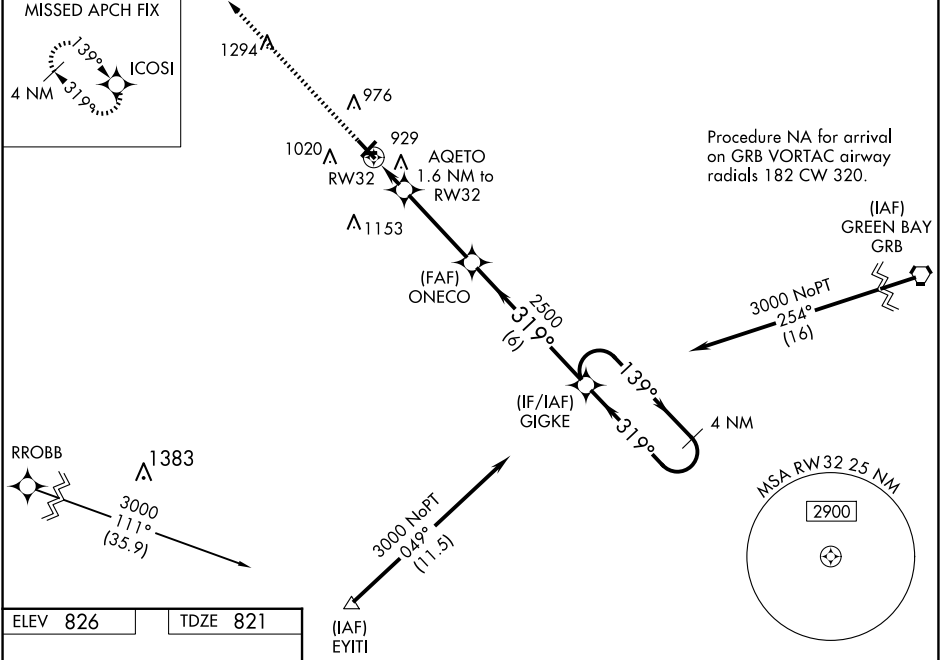 MISSED APCH FIX
139°
ICOSI
4 NM
319°
1294
976
929
1020
RW32
AQETO
1.6 NM to
RW32
1153
Procedure NA for arrival
on GRB VORTAC airway
radials 182 CW 320.
(IAF)
GREEN BAY
GRB
3000 NoPT
254°
(16)
(FAF)
ONECO
2500
319°
(6)
(IF/IAF)
GIGKE
139°
319°
4 NM
RROBB
1383
3000
111°
(35.9)
3000 NoPT
049°
(11.5)
(IAF)
EYITI
MSA RW32 25 NM
2900
ELEV 826
TDZE 821